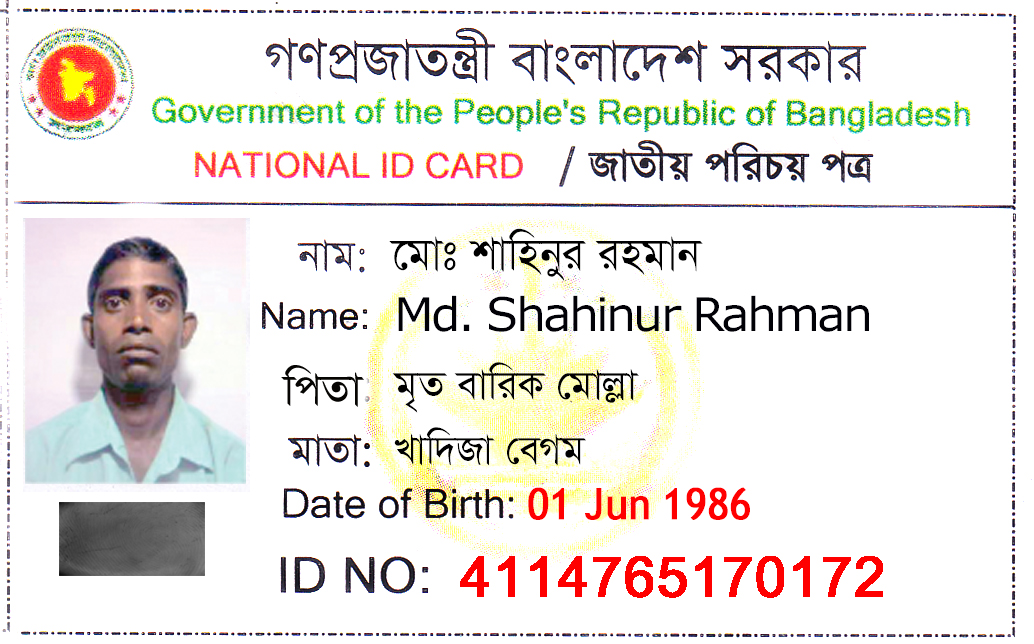 গণপ্রজাতন্ত্রী বাংলাদেশ সরকার
Government of the People's Republic of Bangladesh
NATIONAL ID CARD / জাতীয় পরিচয় পত্র
নাম: মোঃ শাহিনুর রহমান
Name: Md. Shahinur Rahman
পিতা: মৃত বারিক মোল্লা
মাতা: খাদিজা বেগম
Date of Birth: 01 Jun 1986
ID NO: 4114765170172